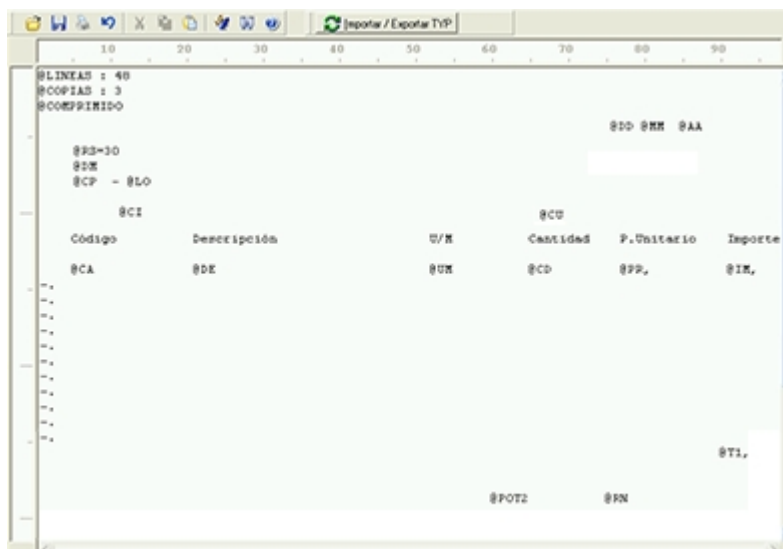 Importar / Exportar TYP
10 20 30 40 50 60 70 80 90
@LINEAS : 48
@COPIAS : 3
@COMPRIMIDO
@DD @MM @AA
@RS=30
@DM
@CP - @LO
@CI @CU
Código Descripción U/M Cantidad P.Unitario Importe
@CA @DE @UM @CD @PR, @IM,
-.
-.
-.
-.
-.
-.
-.
-.
-.
-.
-.
@T1,
@POT2 @RN